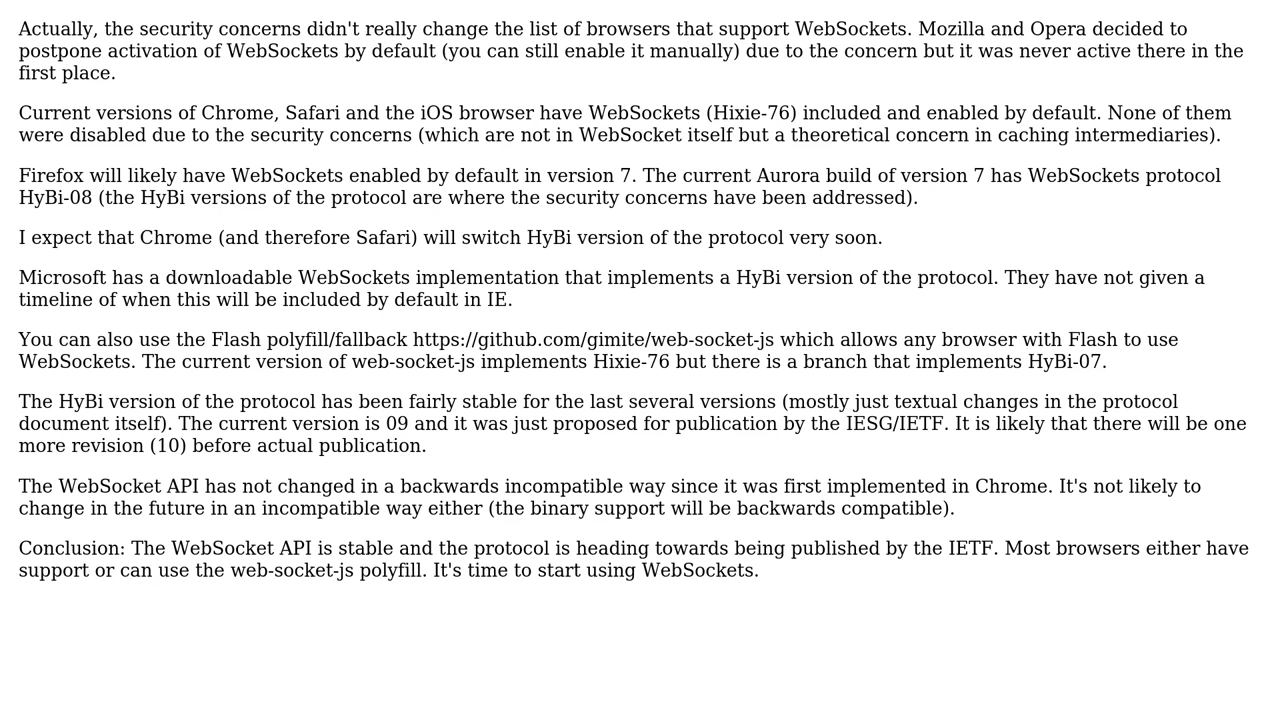 Actually, the security concerns didn't really change the list of browsers that support WebSockets. Mozilla and Opera decided to
postpone activation of WebSockets by default (you can still enable it manually) due to the concern but it was never active there in the
first place.
Current versions of Chrome, Safari and the iOS browser have WebSockets (Hixie-76) included and enabled by default. None of them
were disabled due to the security concerns (which are not in WebSocket itself but a theoretical concern in caching intermediaries).
Firefox will likely have WebSockets enabled by default in version 7. The current Aurora build of version 7 has WebSockets protocol
HyBi-08 (the HyBi versions of the protocol are where the security concerns have been addressed).
I expect that Chrome (and therefore Safari) will switch HyBi version of the protocol very soon.
Microsoft has a downloadable WebSockets implementation that implements a HyBi version of the protocol. They have not given a
timeline of when this will be included by default in IE.
You can also use the Flash polyfill/fallback https://github.com/gimite/web-socket-js which allows any browser with Flash to use
WebSockets. The current version of web-socket-js implements Hixie-76 but there is a branch that implements HyBi-07.
The HyBi version of the protocol has been fairly stable for the last several versions (mostly just textual changes in the protocol
document itself). The current version is 09 and it was just proposed for publication by the IESG/IETF. It is likely that there will be one
more revision (10) before actual publication.
The WebSocket API has not changed in a backwards incompatible way since it was first implemented in Chrome. It's not likely to
change in the future in an incompatible way either (the binary support will be backwards compatible).
Conclusion: The WebSocket API is stable and the protocol is heading towards being published by the IETF. Most browsers either have
support or can use the web-socket-js polyfill. It's time to start using WebSockets.